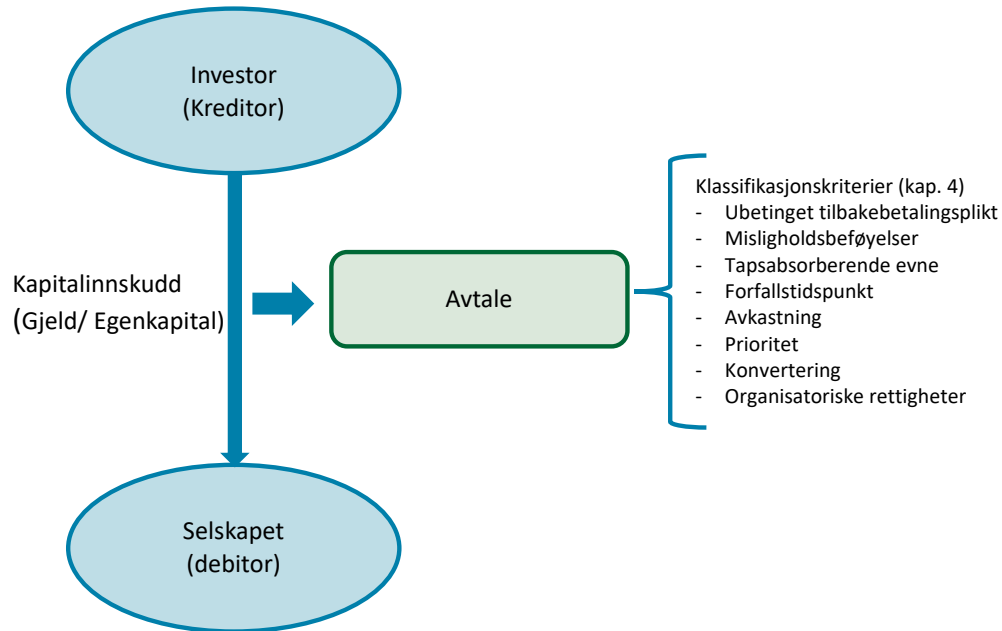 Investor
(Kreditor)
Kapitalinnskudd
(Gjeld/ Egenkapital)
Avtale
Klassifikasjonskriterier (kap. 4)
- Ubetinget tilbakebetalingsplikt
- Misligholdsbeføyelser
- Tapsabsorberende evne
- Forfallstidspunkt
- Avkastning
- Prioritet
- Konvertering
- Organisatoriske rettigheter
Selskapet
(debitor)